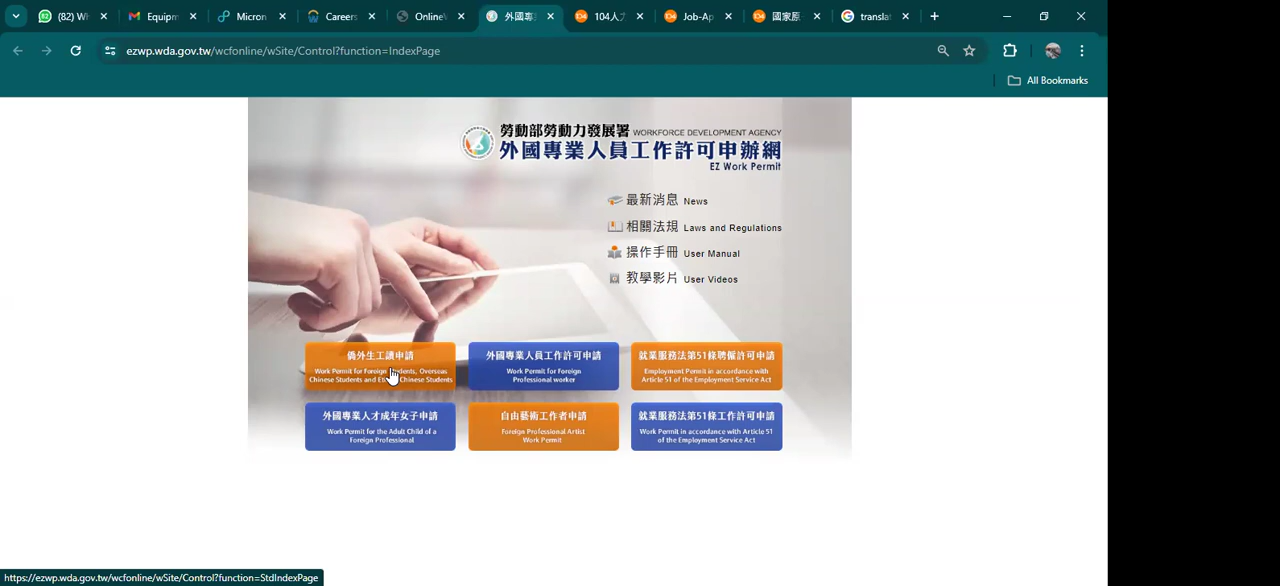 (82) Wh
Equipm
Micron
Careers
OnlineV
外國專
104人力
Job-Ap
國家原
translat
ezwp.wda.gov.tw/wcfonline/wSite/Control?function=IndexPage
All Bookmarks
勞動部勞動力發展署 WORKFORCE DEVELOPMENT AGENCY
外國專業人員工作許可申辦網
EZ Work Permit
最新消息 News
相關法規 Laws and Regulations
操作手冊 User Manual
教學影片 User Videos
僑外生工讀申請
Work Permit for Foreign Students, Overseas
Chinese Students and Chinese Students
外國專業人員工作許可申請
Work Permit for Foreign
Professional worker
就業服務法第51條聘僱許可申請
Employment Permit in accordance with
Article 51 of the Employment Service Act
外國專業人才成年子女申請
Work Permit for the Adult Child of a
Foreign Professional
自由藝術工作者申請
Foreign Professional Artist
Work Permit
就業服務法第51條工作許可申請
Work Permit in accordance with Article 51
of the Employment Service Act
https://ezwp.wda.gov.tw/wcfonline/wSite/Control?function=StdIndexPage